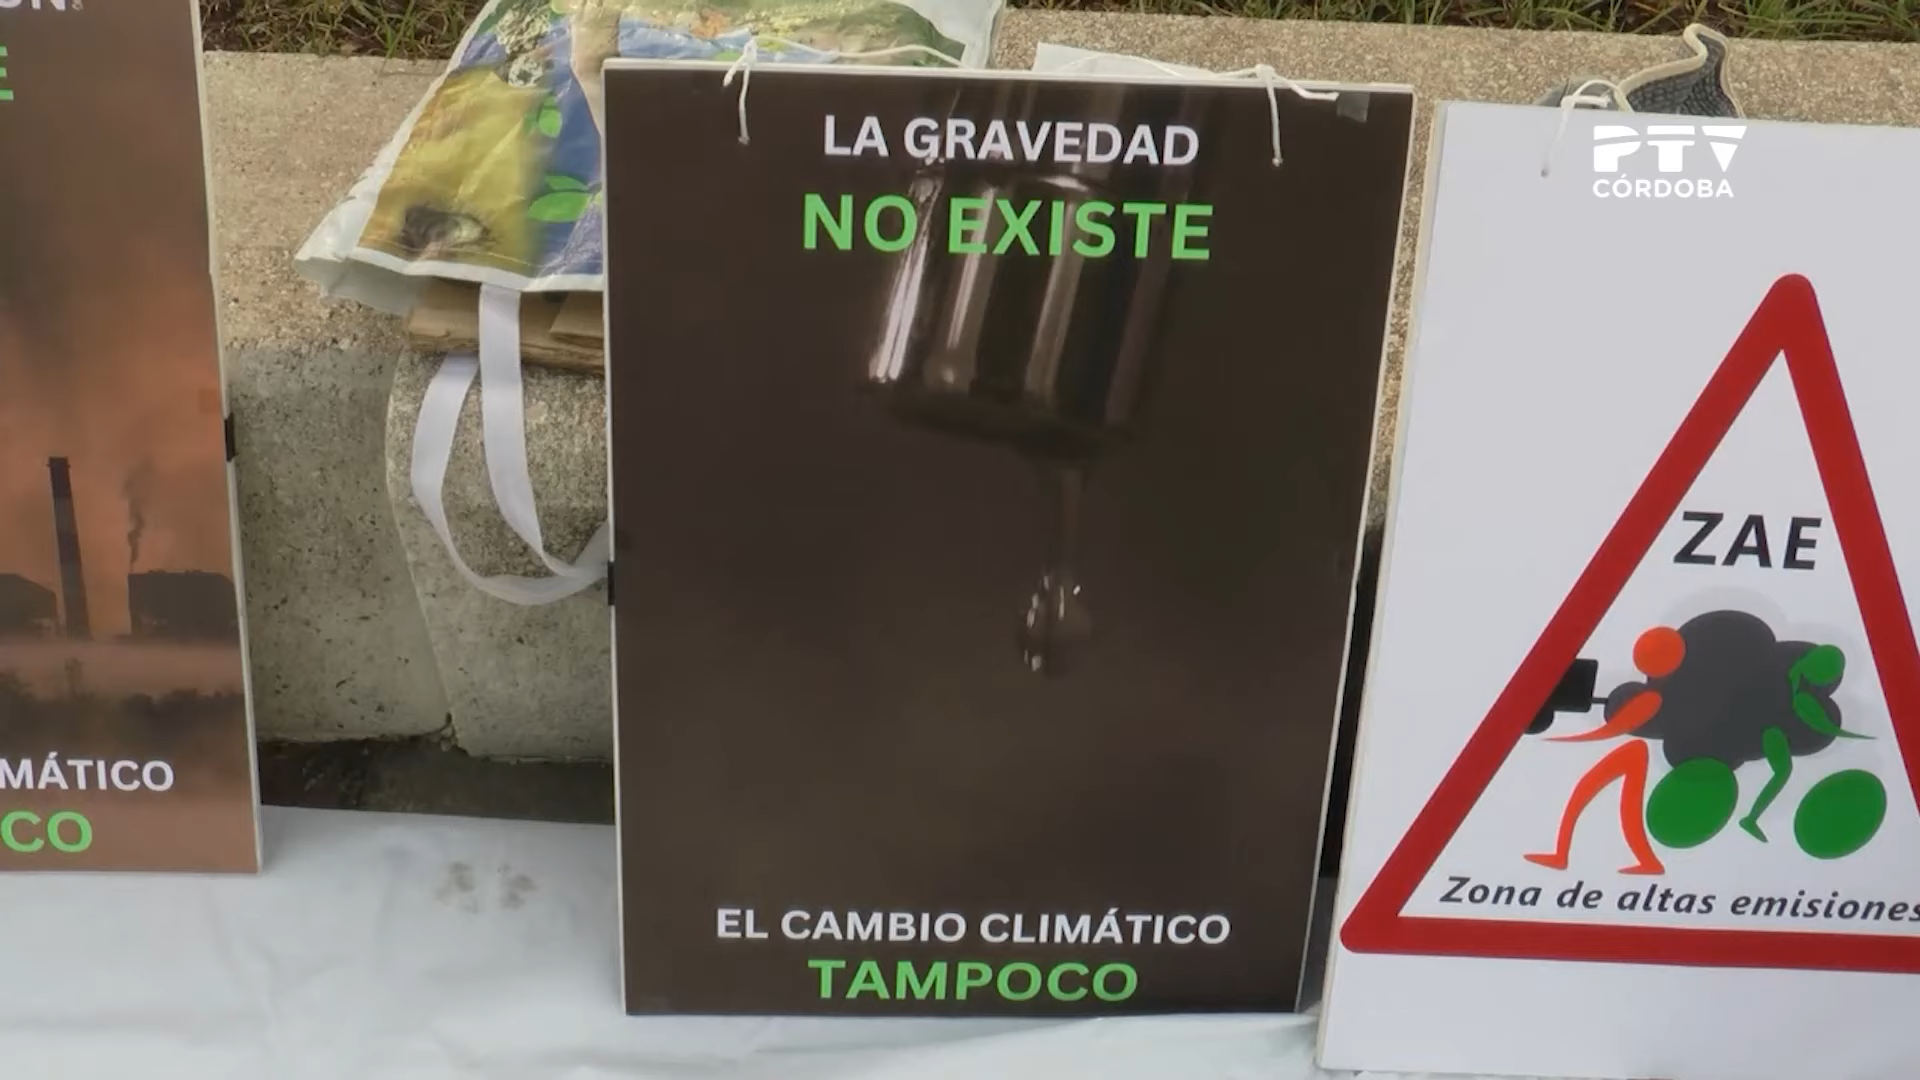 MÁTICO
CO
LA GRAVEDAD
NO EXISTE
EL CAMBIO CLIMÁTICO
TAMPOCO
PTV
CÓRDOBA
ZAE
Zona de altas emisiones